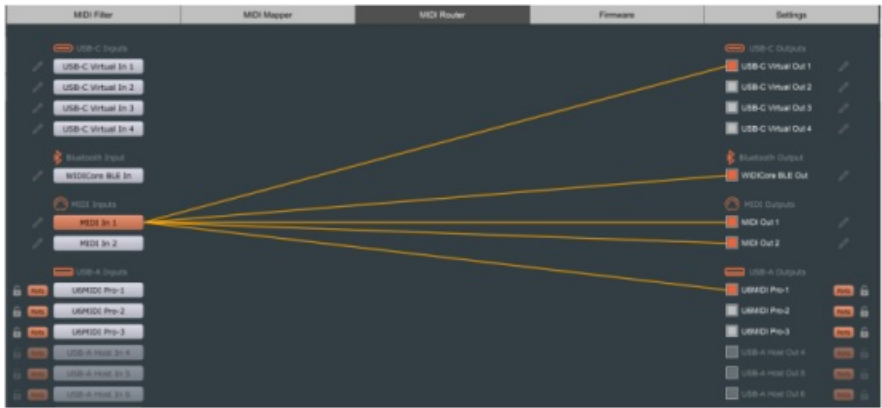 MIDI Filter
MIDI Mapper
MIDI Router
Firmware
Settings
USB-C Inputs
USB-C Virtual In 1
USB-C Virtual In 2
USB-C Virtual In 3
USB-C Virtual In 4
Bluetooth Input
WIDICore BLE In
MIDI Inputs
MIDI In 1
MIDI In 2
USB-A Inputs
U6MIDI Pro-1
U6MIDI Pro-2
U6MIDI Pro-3
USB-A Host In 4
USB-A Host In 5
USB-A Host In 6
USB-C Outputs
USB-C Virtual Out 1
USB-C Virtual Out 2
USB-C Virtual Out 3
USB-C Virtual Out 4
Bluetooth Output
WIDICore BLE Out
MIDI Outputs
MIDI Out 1
MIDI Out 2
USB-A Outputs
U6MIDI Pro-1
U6MIDI Pro-2
U6MIDI Pro-3
USB-A Host Out 4
USB-A Host Out 5
USB-A Host Out 6